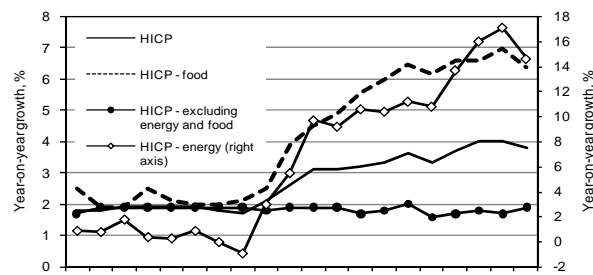 8
7
6
5
4
3
2
1
0
Year-on-year growth, %
HICP
HICP - food
HICP - excluding
energy and food
HICP - energy (right
axis)
18
16
14
12
10
8
6
4
2
0
-2
Year-on-year growth, %